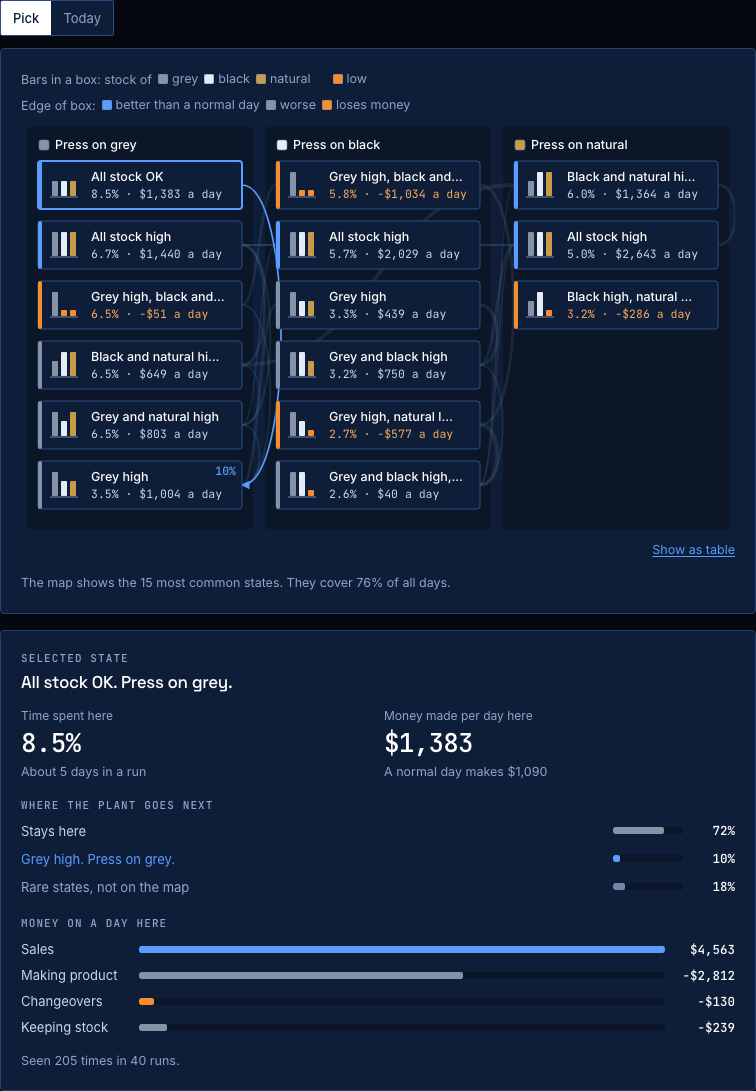 Pick Today
Bars in a box: stock of grey black natural low
Edge of box: better than a normal day worse loses money
Press on grey
All stock OK
8.5% · $1,383 a day
All stock high
6.7% · $1,440 a day
Grey high, black and...
6.5% · -$51 a day
Black and natural hi...
6.5% · $649 a day
Grey and natural high
6.5% · $803 a day
Grey high
10%
3.5% · $1,004 a day
Press on black
Grey high, black and...
5.8% · -$1,034 a day
All stock high
5.7% · $2,029 a day
Grey high
3.3% · $439 a day
Grey and black high
3.2% · $750 a day
Grey high, natural l...
2.7% · -$577 a day
Grey and black high,...
2.6% · $40 a day
Press on natural
Black and natural hi...
6.0% · $1,364 a day
All stock high
5.0% · $2,643 a day
Black high, natural ...
3.2% · -$286 a day
Show as table
The map shows the 15 most common states. They cover 76% of all days.
SELECTED STATE
All stock OK. Press on grey.
Time spent here
8.5%
About 5 days in a run
Money made per day here
$1,383
A normal day makes $1,090
WHERE THE PLANT GOES NEXT
Stays here 72%
Grey high. Press on grey. 10%
Rare states, not on the map 18%
MONEY ON A DAY HERE
Sales $4,563
Making product -$2,812
Changeovers -$130
Keeping stock -$239
Seen 205 times in 40 runs.